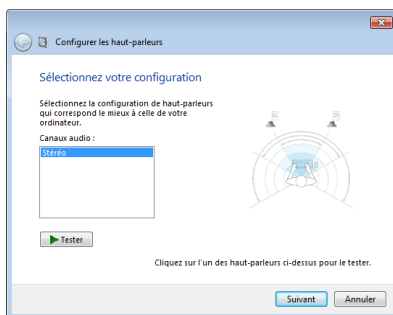 Configurer les haut-parleurs
Sélectionnez votre configuration
Sélectionnez la configuration de haut-parleurs
qui correspond le mieux à celle de votre
ordinateur.
Canaux audio :
Stéréo
G
D
Tester
Cliquez sur l'un des haut-parleurs ci-dessus pour le tester.
Suivant
Annuler